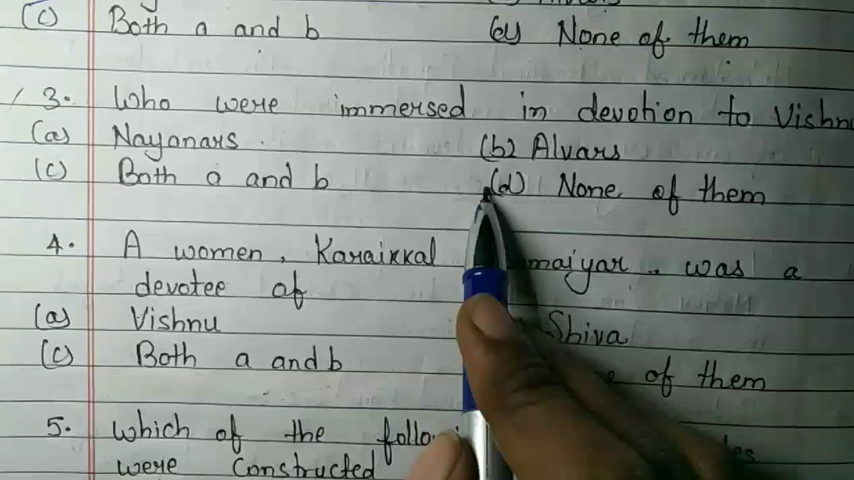 (c) Both a and b (d) None of them
3. Who were immersed in devotion to Vishnu
(a) Nayanars. (b) Alvars
(c) Both a and b (d) None of them
4. A women, Karaikkal maiyar.. was a
devotee of
(a) Vishnu Shiva
(c) Both a and b of them
5. Which of the
were constructed